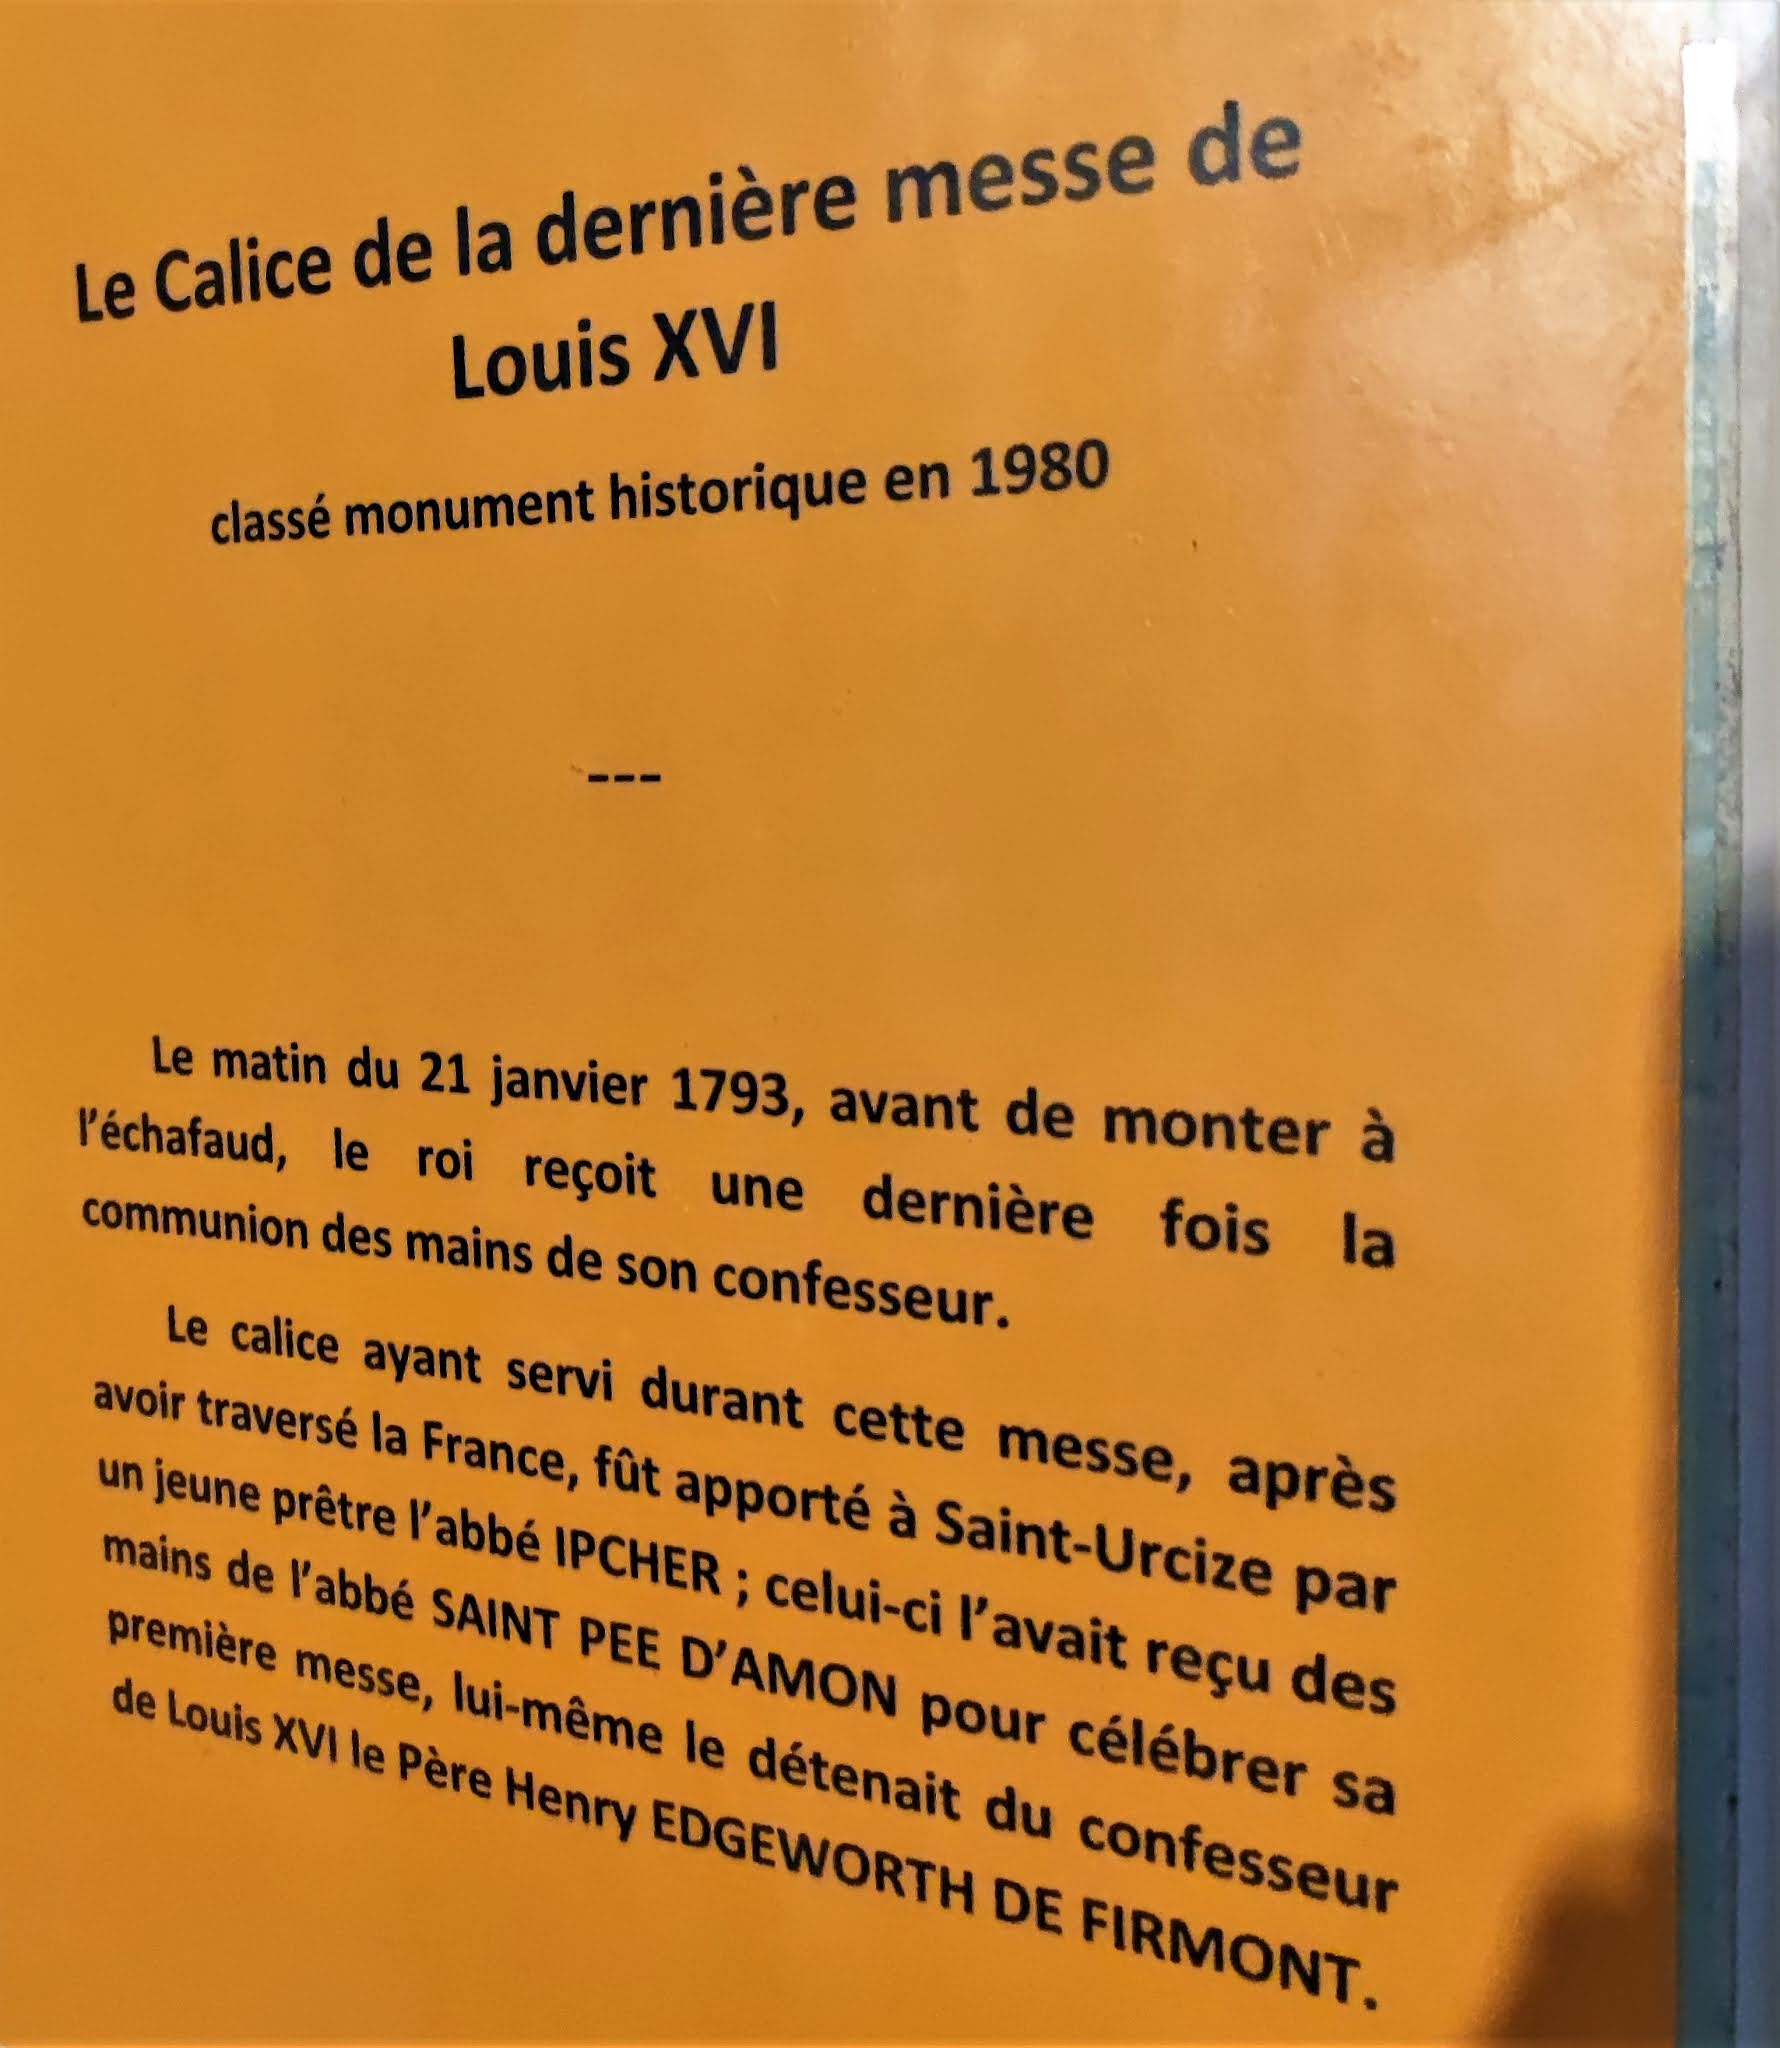 Le Calice de la dernière messe de
Louis XVI
classé monument historique en 1980
---
Le matin du 21 janvier 1793, avant de monter à
l'échafaud, le roi reçoit une dernière fois la
communion des mains de son confesseur.
Le calice ayant servi durant cette messe, après
avoir traversé la France, fût apporté à Saint-Urcize par
un jeune prêtre l'abbé IPCHER ; celui-ci l'avait reçu des
mains de l'abbé SAINT PEE D'AMON pour célébrer sa
première messe, lui-même le détenait du confesseur
de Louis XVI le Père Henry EDGEWORTH DE FIRMONT.